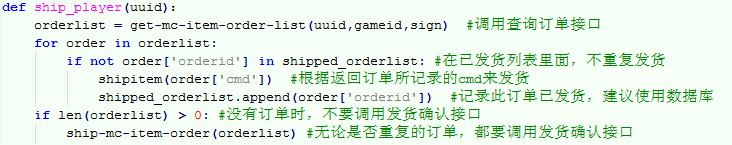 def ship_player(uuid):
    orderlist = get-mc-item-order-list(uuid,gameid,sign)  #调用查询订单接口
    for order in orderlist:
        if not order['orderid'] in shipped_orderlist: #在已发货列表里面，不重复发货
            shipitem(order['cmd'])  #根据返回订单所记录的cmd来发货
            shipped_orderlist.append(order['orderid'])  #记录此订单已发货，建议使用数据库
    if len(orderlist) > 0: #没有订单时，不要调用发货确认接口
        ship-mc-item-order(orderlist) #无论是否重复的订单，都要调用发货确认接口